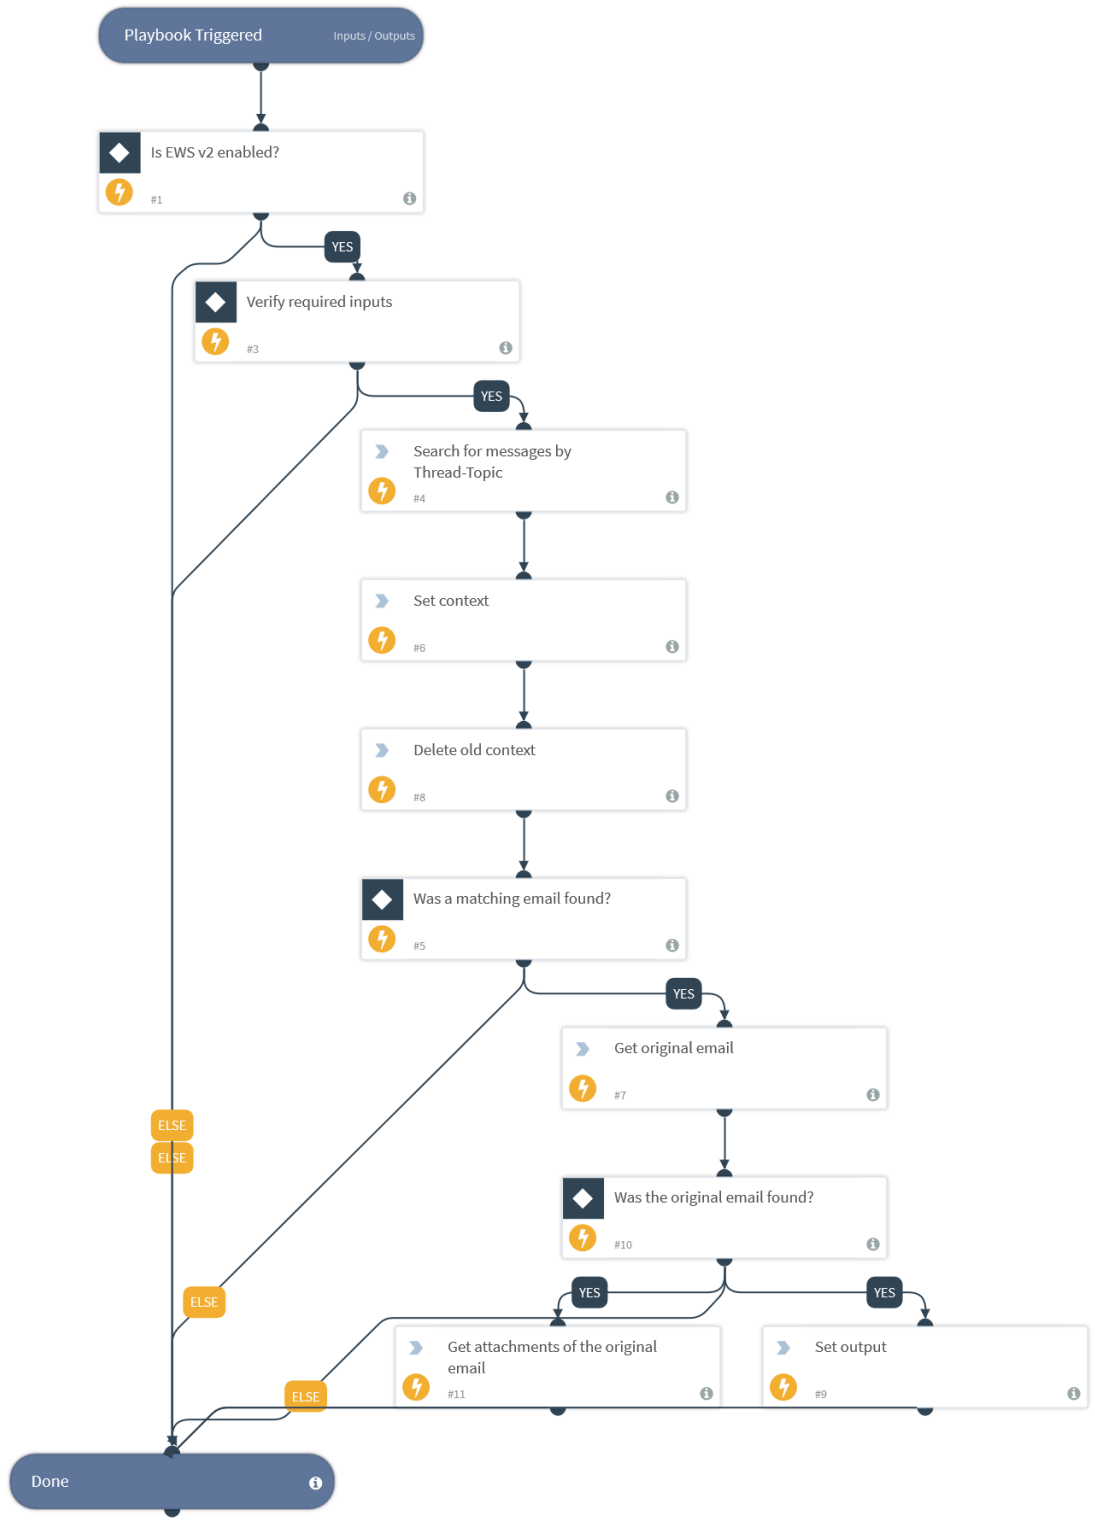 Playbook Triggered
Inputs / Outputs
Is EWS v2 enabled?
#1
YES
Verify required inputs
#3
YES
Search for messages by
Thread-Topic
#4
Set context
#6
Delete old context
#8
Was a matching email found?
#5
YES
Get original email
#7
ELSE
ELSE
Was the original email found?
#10
ELSE
YES
YES
Get attachments of the original
email
#11
Set output
#9
ELSE
Done